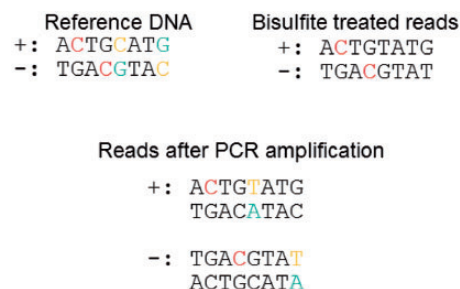 Reference DNA
+: ACTGCATG
-: TGACGTAC
Bisulfite treated reads
+: ACTGTATG
-: TGACGTAT
Reads after PCR amplification
+: ACTGTATG
TGACATAC
-: TGACGTAT
ACTGCATA